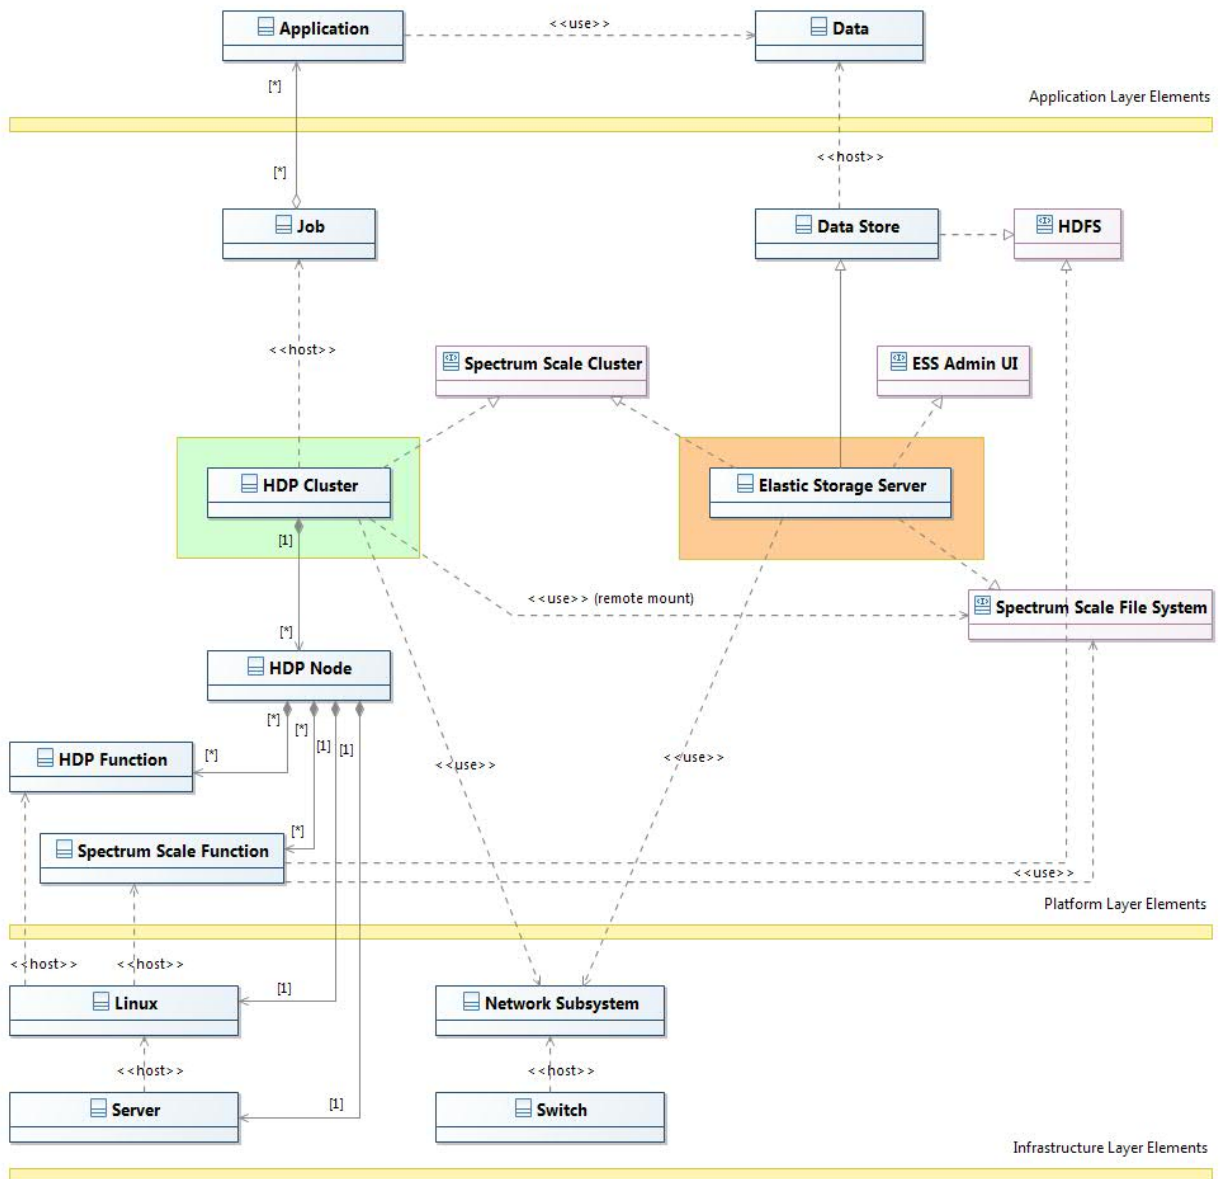 Application
<<use>>
Data
[*]
Application Layer Elements
<<host>>
[*]
Job
Data Store
HDFS
<<host>>
Spectrum Scale Cluster
ESS Admin UI
HDP Cluster
Elastic Storage Server
[1]
<<use>> (remote mount)
Spectrum Scale File System
[*]
HDP Node
[*]
[*]
[1]
[1]
HDP Function
[*]
<<use>>
<<use>>
[*]
Spectrum Scale Function
<<use>>
Platform Layer Elements
<<host>>
<<host>>
Linux
[1]
Network Subsystem
<<host>>
<<host>>
Server
[1]
Switch
Infrastructure Layer Elements